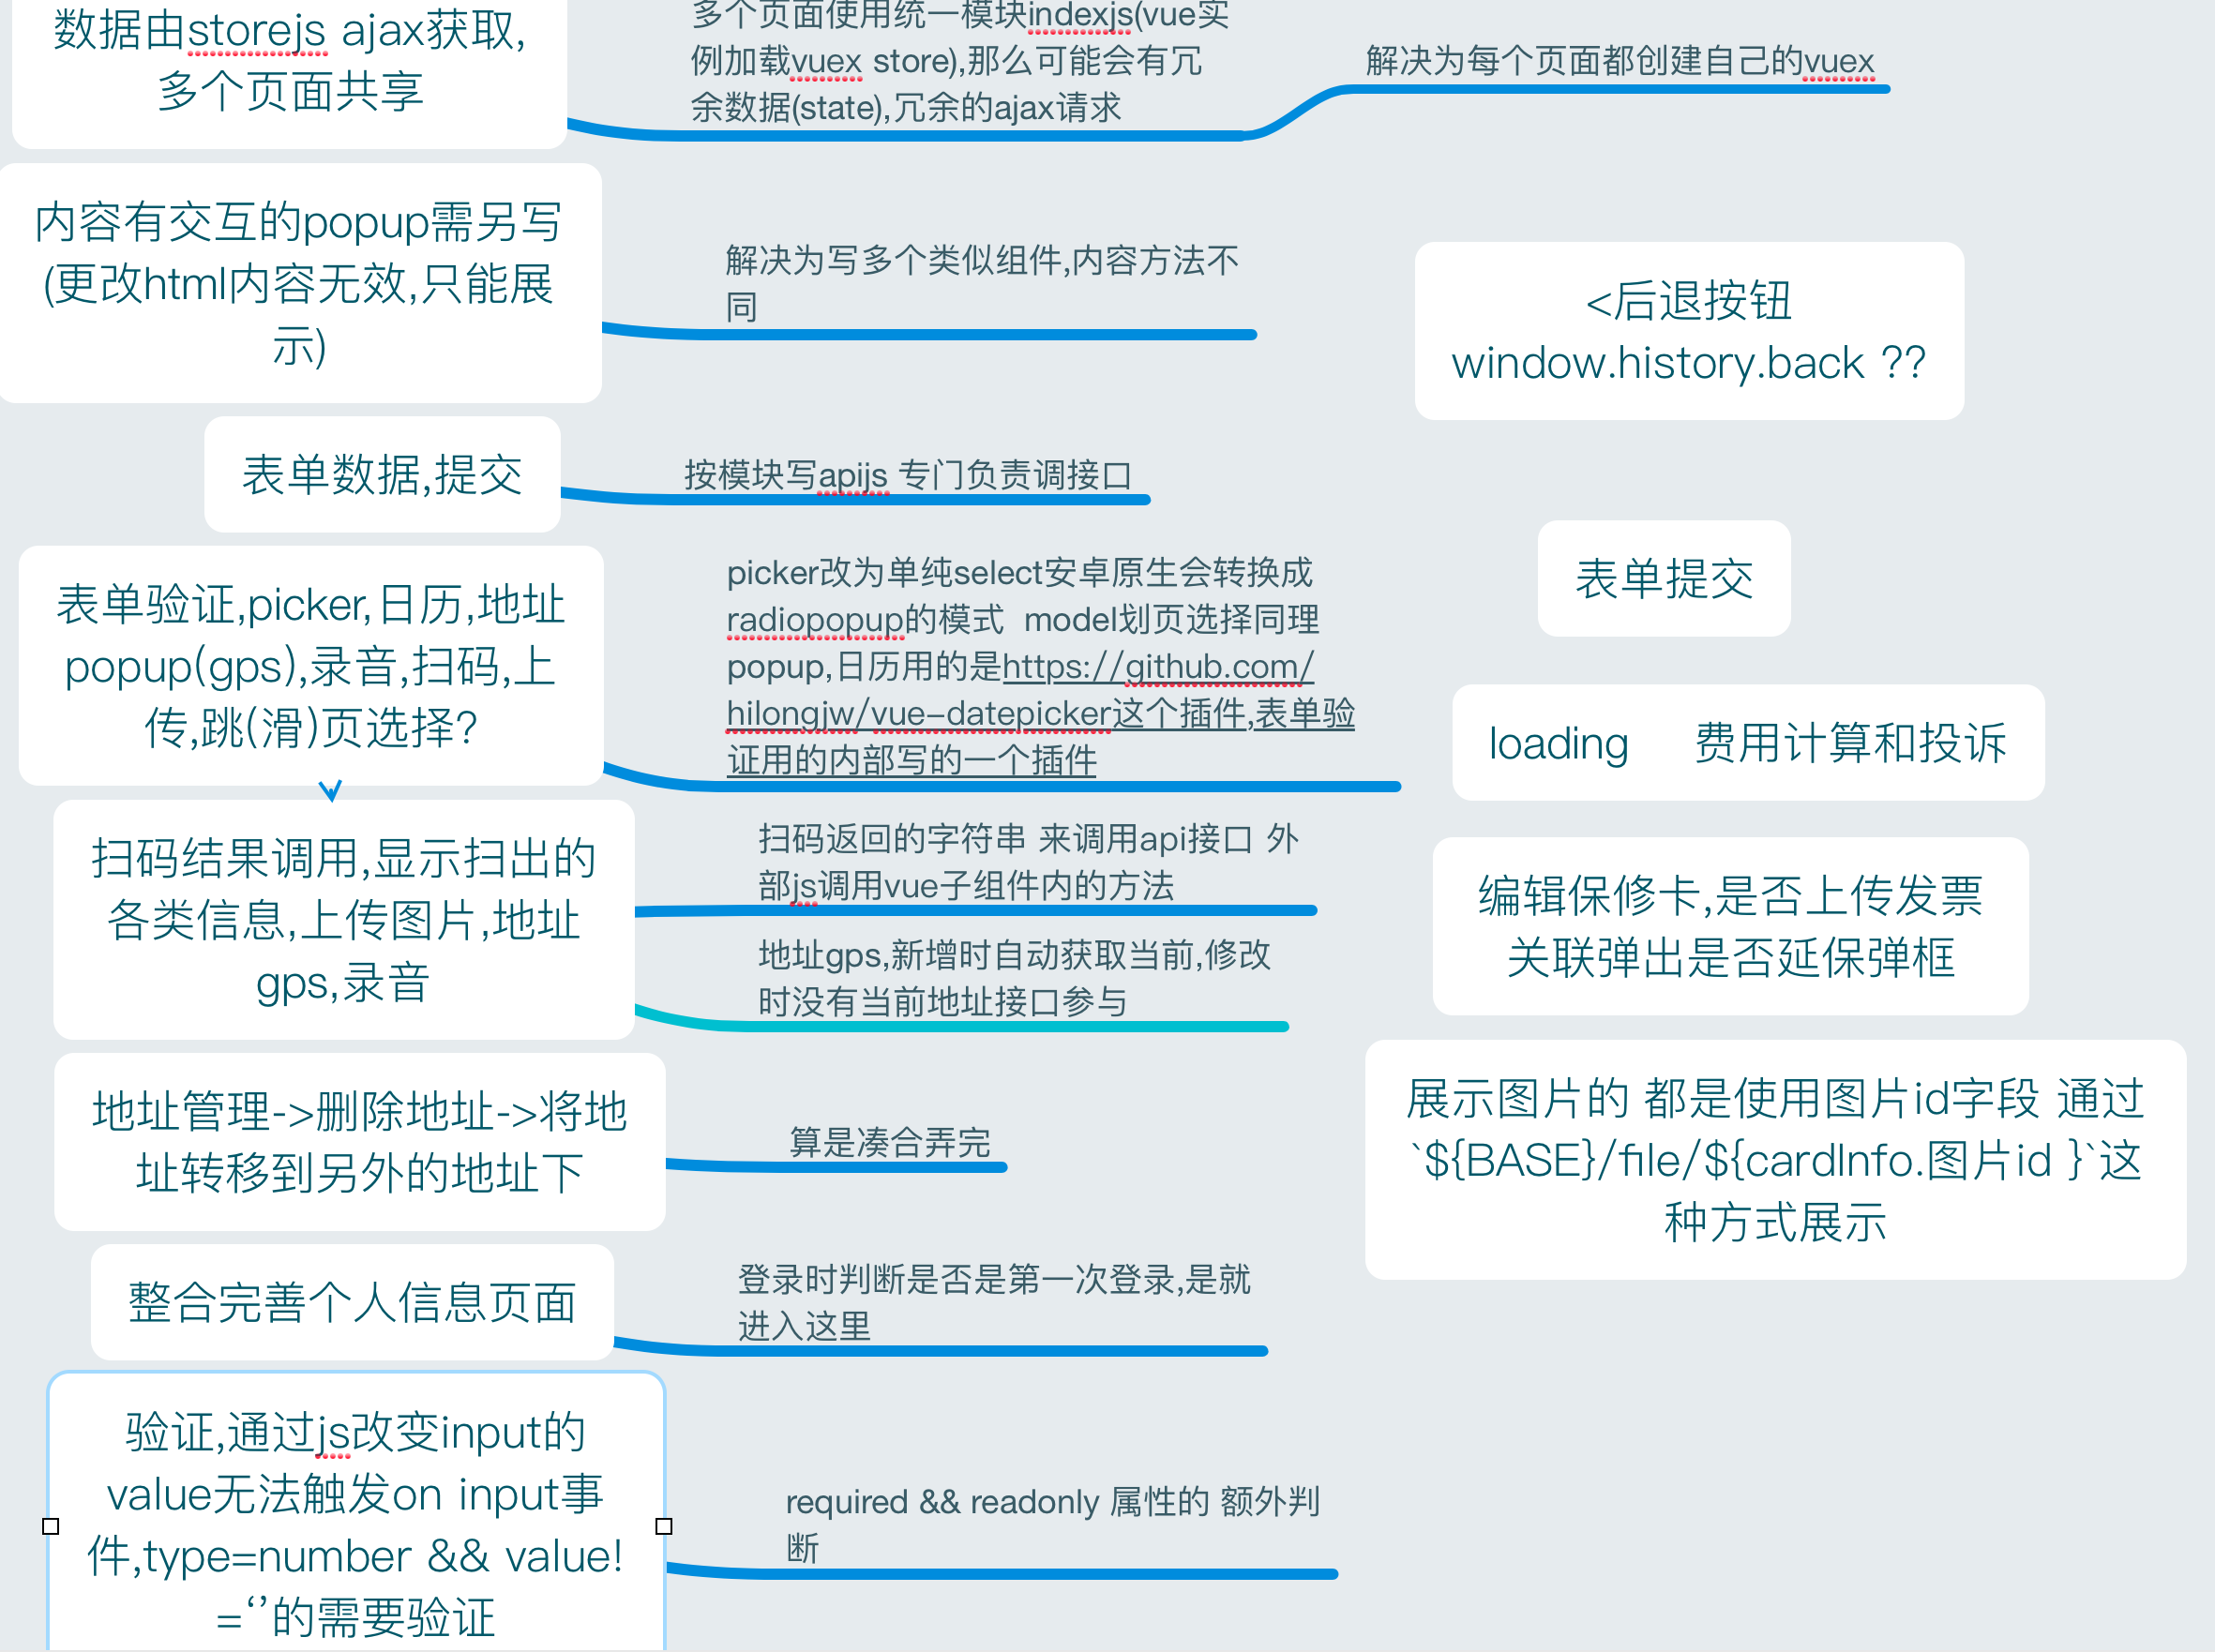 数据由storejs ajax获取,
多个页面共享
多个页面使用统一模块indexjs(vue实
例加载vuex store),那么可能会有冗
余数据(state),冗余的ajax请求
解决为每个页面都创建自己的vuex
内容有交互的popup需另写
(更改html内容无效,只能展
示)
解决为写多个类似组件,内容方法不
同
<后退按钮
window.history.back ??
表单数据,提交
按模块写apijs 专门负责调接口
表单提交
表单验证,picker,日历,地址
popup(gps),录音,扫码,上
传,跳(滑)页选择?
picker改为单纯select安卓原生会转换成
radiopopup的模式  model划页选择同理
popup,日历用的是https://github.com/
hilongjw/vue-datepicker这个插件,表单验
证用的内部写的一个插件
loading    费用计算和投诉
扫码结果调用,显示扫出的
各类信息,上传图片,地址
gps,录音
扫码返回的字符串 来调用api接口 外
部js调用vue子组件内的方法
地址gps,新增时自动获取当前,修改
时没有当前地址接口参与
编辑保修卡,是否上传发票
关联弹出是否延保弹框
地址管理->删除地址->将地
址转移到另外的地址下
算是凑合弄完
展示图片的 都是使用图片id字段 通过
`${BASE}/file/${cardInfo.图片id }`这
种方式展示
整合完善个人信息页面
登录时判断是否是第一次登录,是就
进入这里
验证,通过js改变input的
value无法触发on input事
件,type=number && value!
=‘’的需要验证
required && readonly 属性的 额外判
断